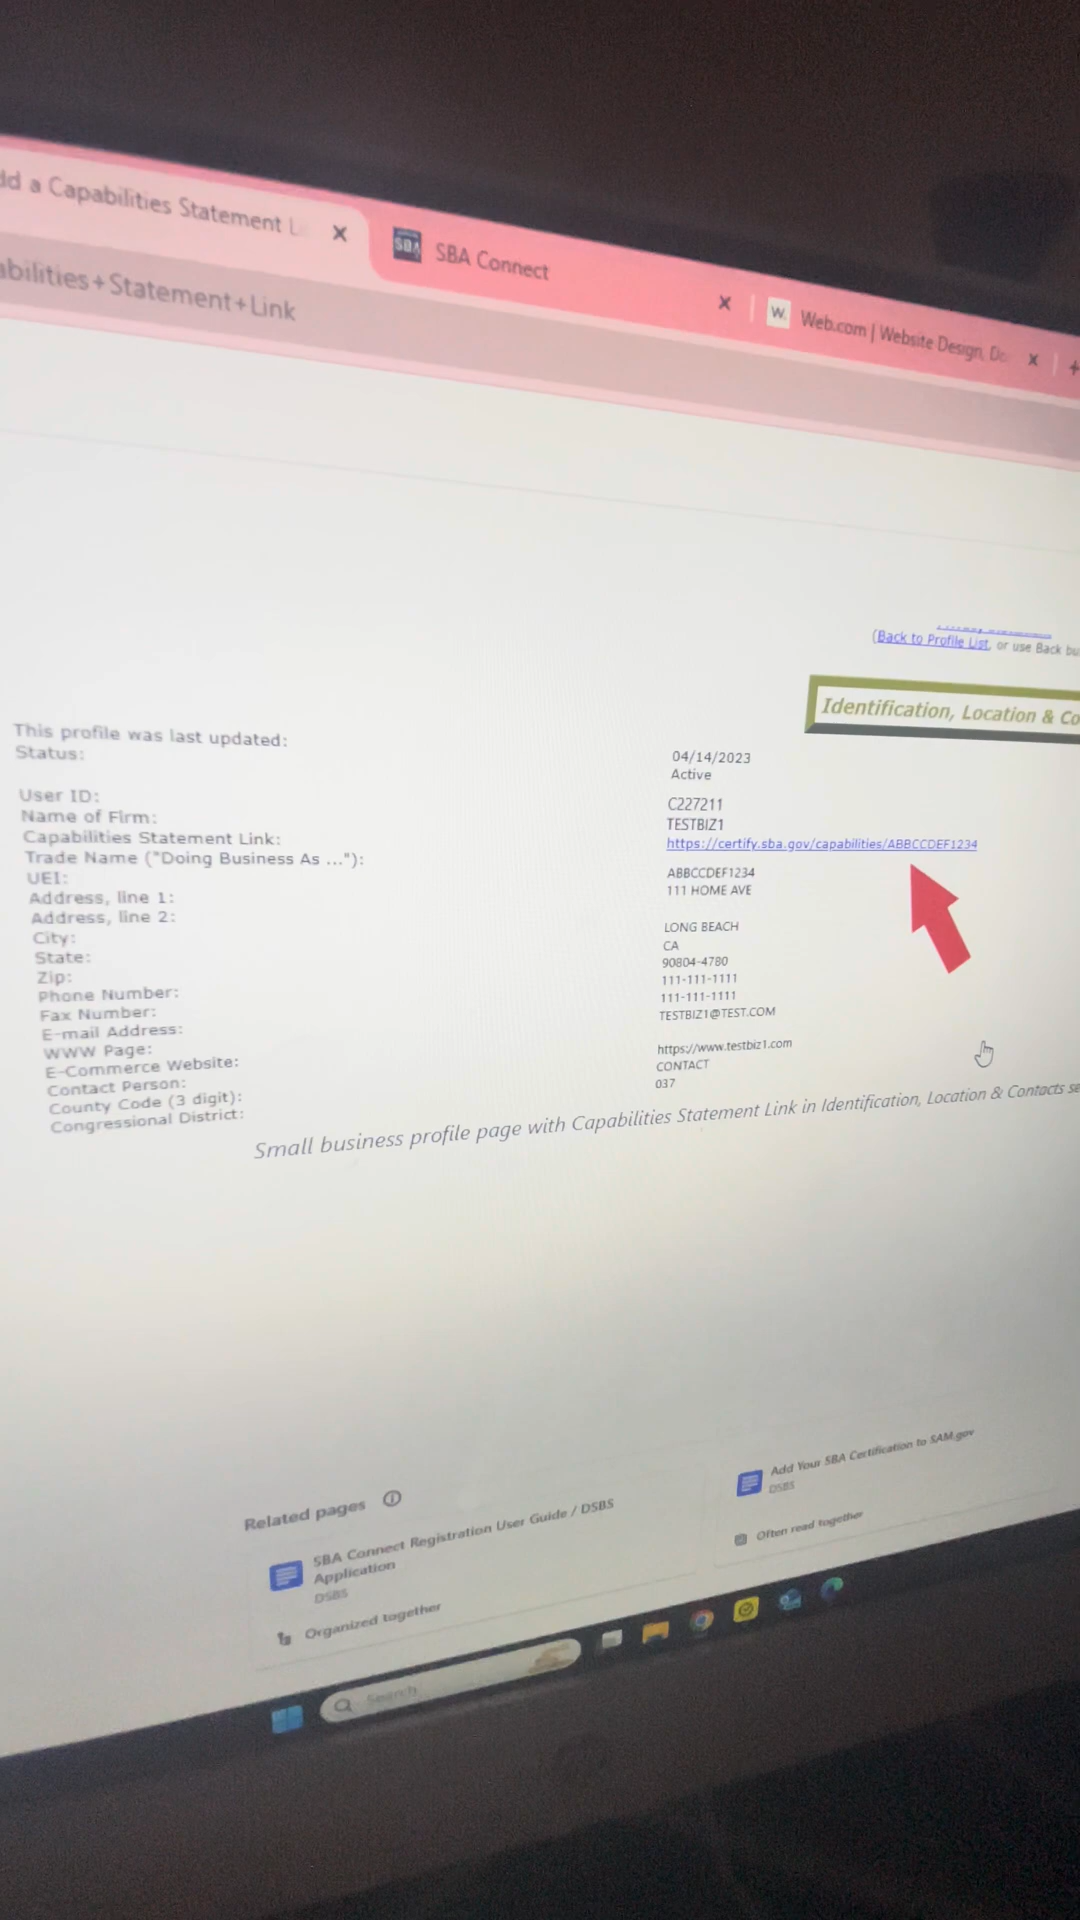 dd a Capabilities Statement L
SBA
SBA Connect
W.
Web.com | Website Design, Do
abilities+Statement+Link
(Back to Profile List, or use Back bu
Identification, Location & Co
This profile was last updated: 04/14/2023
Status: Active
User ID: C227211
Name of Firm: TESTBIZ1
Capabilities Statement Link: https://certify.sba.gov/capabilities/ABBCCDEF1234
Trade Name ("Doing Business As ..."):
UEI: ABBCCDEF1234
Address, line 1: 111 HOME AVE
Address, line 2:
City: LONG BEACH
State: CA
Zip: 90804-4780
Phone Number: 111-111-1111
Fax Number: 111-111-1111
E-mail Address: TESTBIZ1@TEST.COM
WWW Page:
E-Commerce Website: https://www.testbiz1.com
Contact Person: CONTACT
County Code (3 digit): 037
Congressional District:
Small business profile page with Capabilities Statement Link in Identification, Location & Contacts se
Related pages
SBA Connect Registration User Guide / DSBS
Application
DSBS
Organized together
Add Your SBA Certification to SAM.gov
DSBS
Often read together
Search